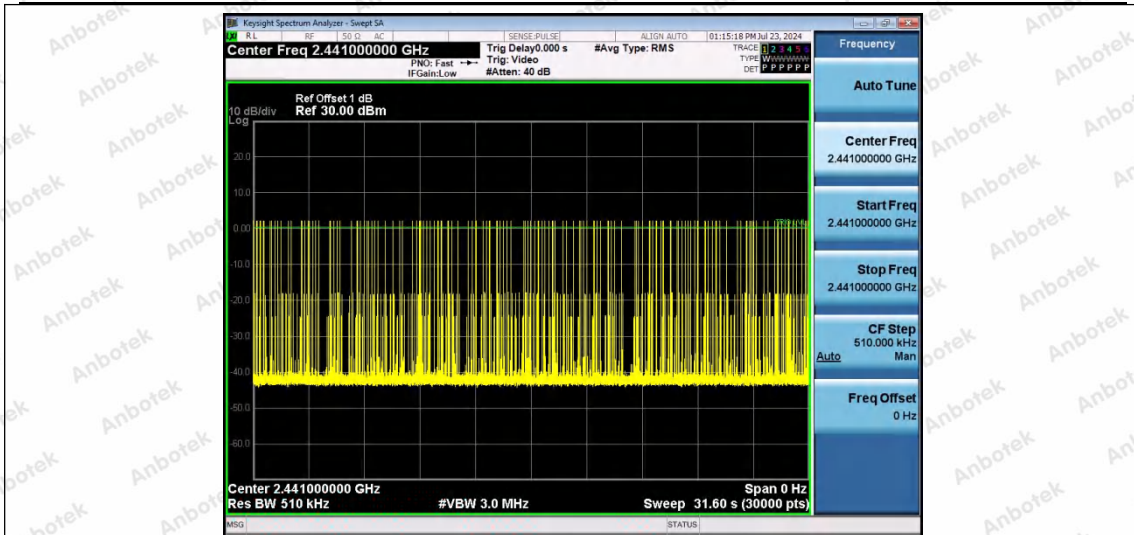 Keysight Spectrum Analyzer - Swept SA
RL RF 50 Ω AC SENSE:PULSE ALIGN AUTO 01:15:18 PM Jul 23, 2024
Center Freq 2.441000000 GHz Trig Delay0.000 s #Avg Type: RMS TRACE 1 2 3 4 5 6
PNO: Fast Trig: Video TYPE W
IFGain:Low #Atten: 40 dB DET P P P P P P
Ref Offset 1 dB
10 dB/div Ref 30.00 dBm
Log
20.0
10.0
0.00
-10.0
-20.0
-30.0
-40.0
-50.0
-60.0
Center 2.441000000 GHz Span 0 Hz
Res BW 510 kHz #VBW 3.0 MHz Sweep 31.60 s (30000 pts)
MSG STATUS
Frequency
Auto Tune
Center Freq
2.441000000 GHz
Start Freq
2.441000000 GHz
Stop Freq
2.441000000 GHz
CF Step
510.000 kHz
Auto Man
Freq Offset
0 Hz
Anbotek